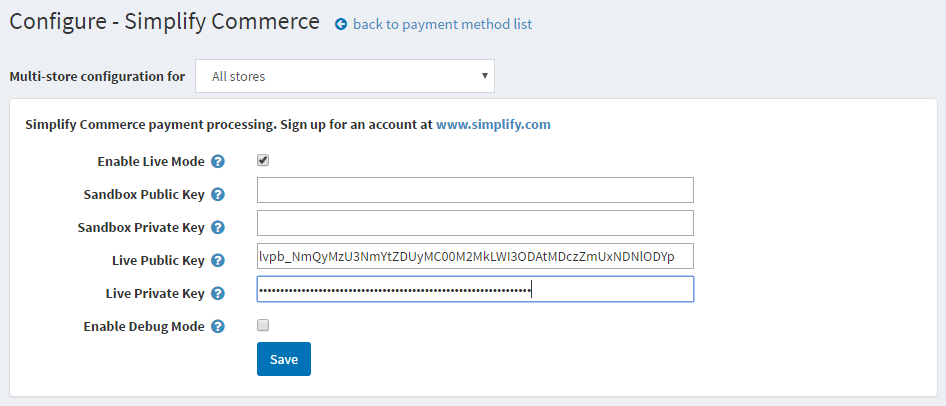 Configure - Simplify Commerce back to payment method list
Multi-store configuration for All stores
Simplify Commerce payment processing. Sign up for an account at www.simplify.com
Enable Live Mode ?
Sandbox Public Key ?
Sandbox Private Key ?
Live Public Key ? lvpb_NmQyMzU3NmYtZDUyMC00M2MkLWI3ODAtMDczZmUxNDNlODYp
Live Private Key ?
Enable Debug Mode ?
Save